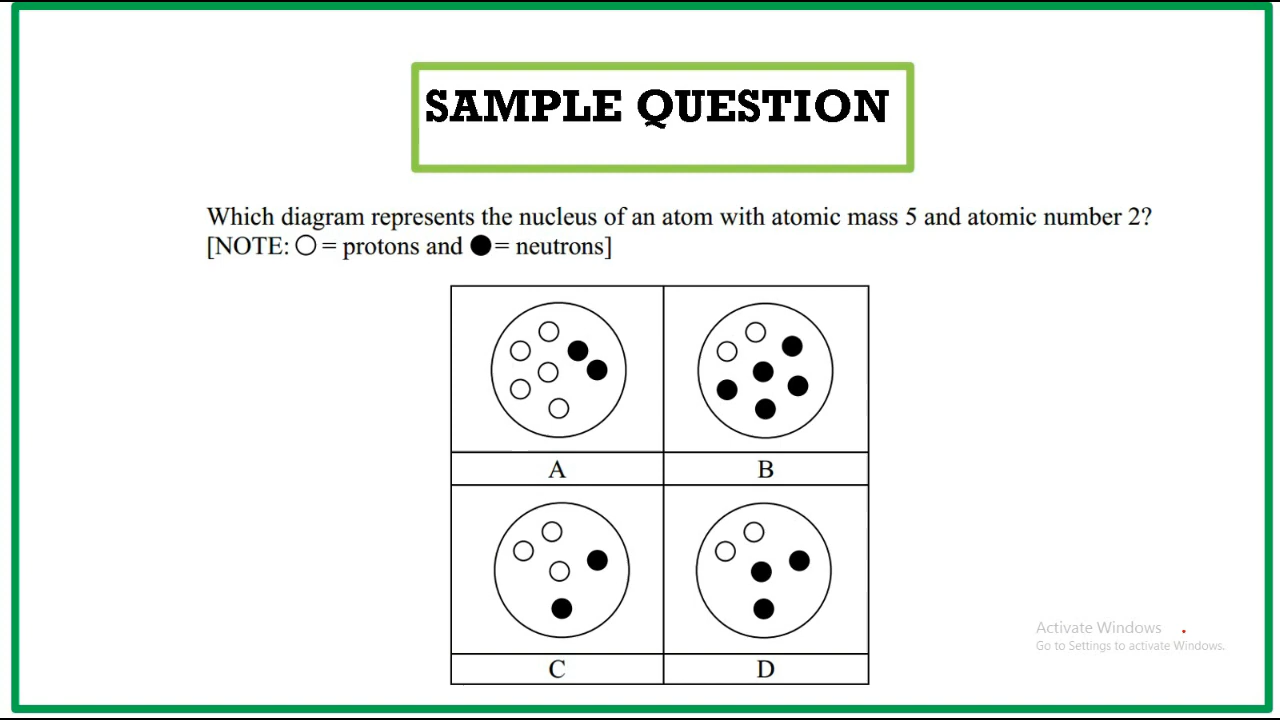 SAMPLE QUESTION
Which diagram represents the nucleus of an atom with atomic mass 5 and atomic number 2?
[NOTE: ○ = protons and ●= neutrons]
A
B
C
D
Activate Windows
Go to Settings to activate Windows.